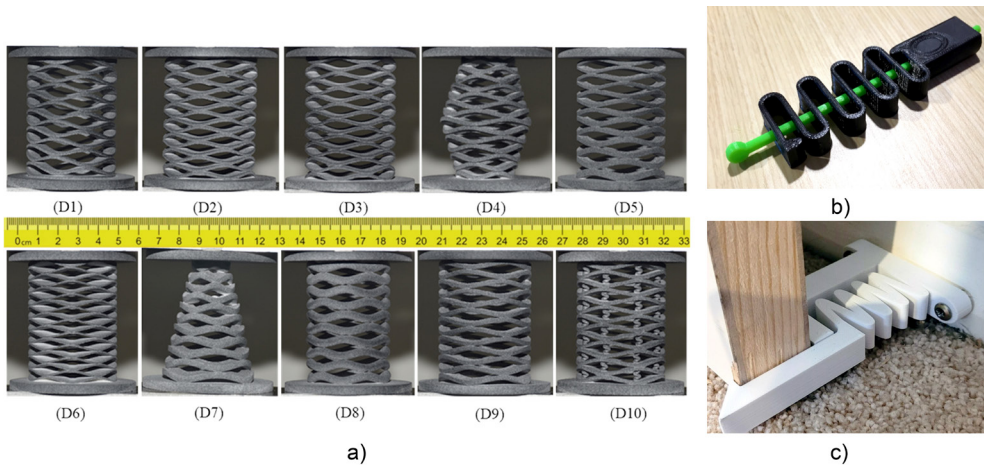 (D1) (D2) (D3) (D4) (D5)
0cm 1 2 3 4 5 6 7 8 9 10 11 12 13 14 15 16 17 18 19 20 21 22 23 24 25 26 27 28 29 30 31 32 33
(D6) (D7) (D8) (D9) (D10)
a)
b)
c)